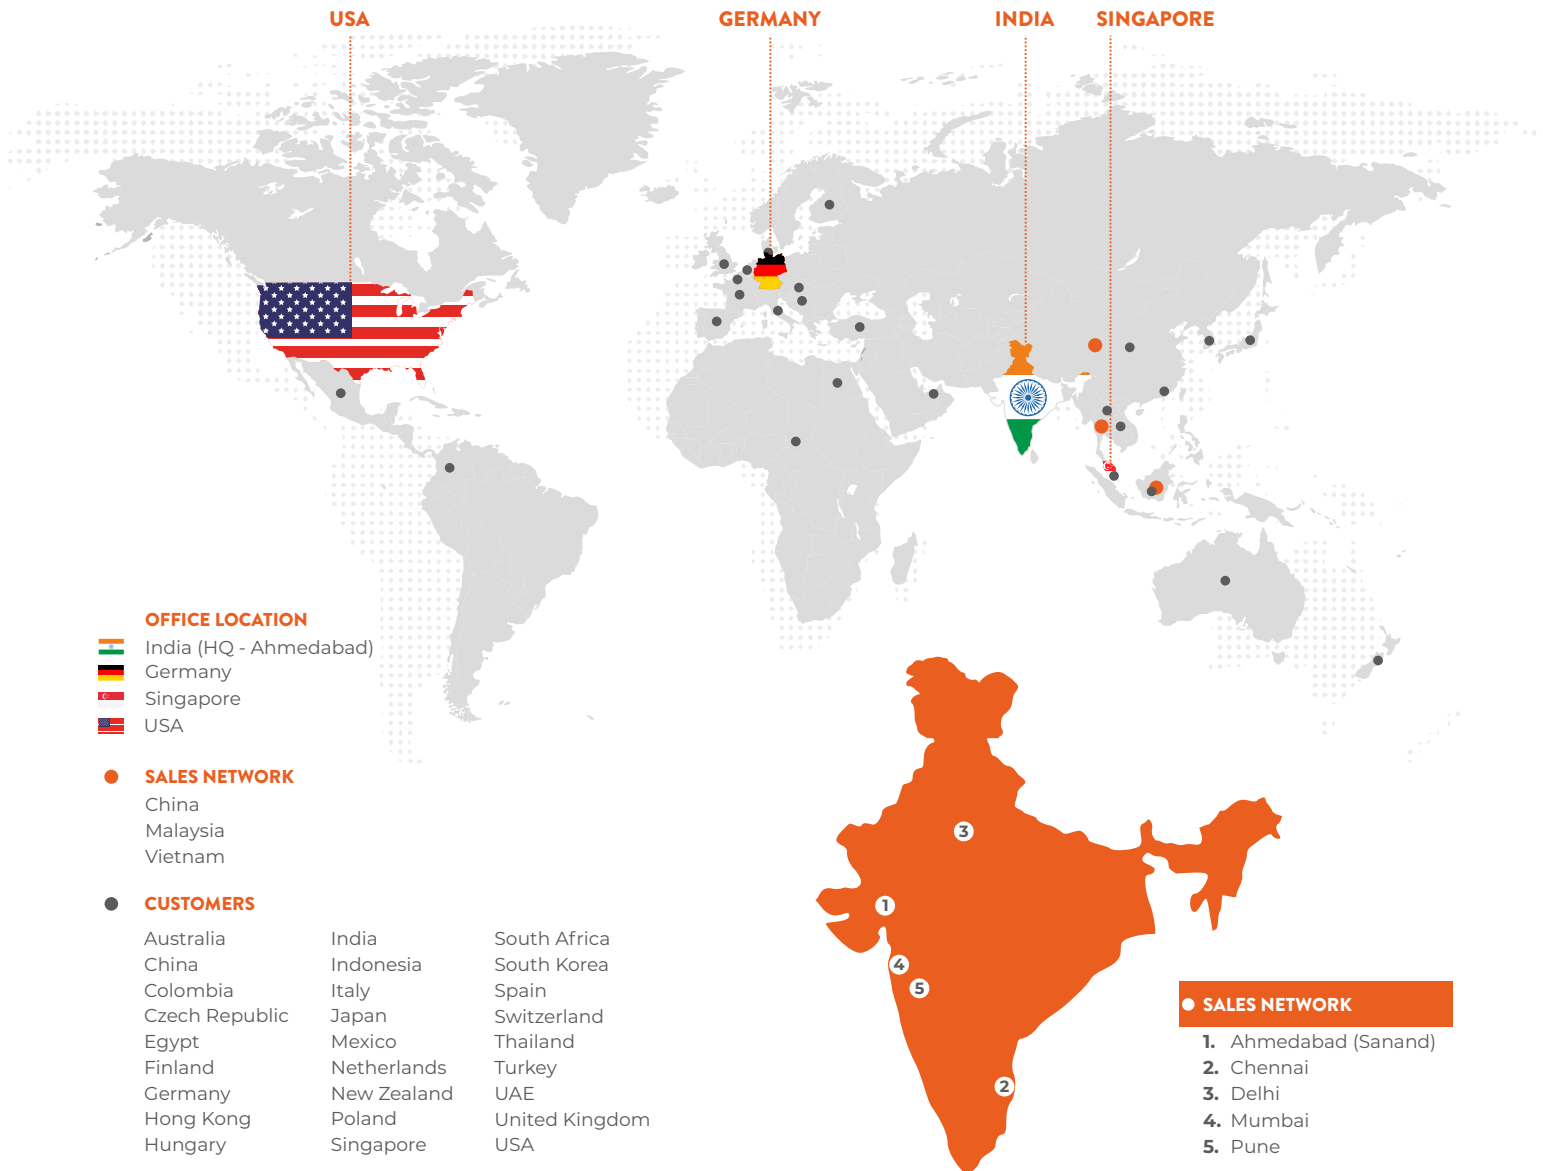 USA
GERMANY
INDIA
SINGAPORE
OFFICE LOCATION
India (HQ - Ahmedabad)
Germany
Singapore
USA
SALES NETWORK
China
Malaysia
Vietnam
CUSTOMERS
Australia
China
Colombia
Czech Republic
Egypt
Finland
Germany
Hong Kong
Hungary
India
Indonesia
Italy
Japan
Mexico
Netherlands
New Zealand
Poland
Singapore
South Africa
South Korea
Spain
Switzerland
Thailand
Turkey
UAE
United Kingdom
USA
3
1
4
5
2
SALES NETWORK
1. Ahmedabad (Sanand)
2. Chennai
3. Delhi
4. Mumbai
5. Pune